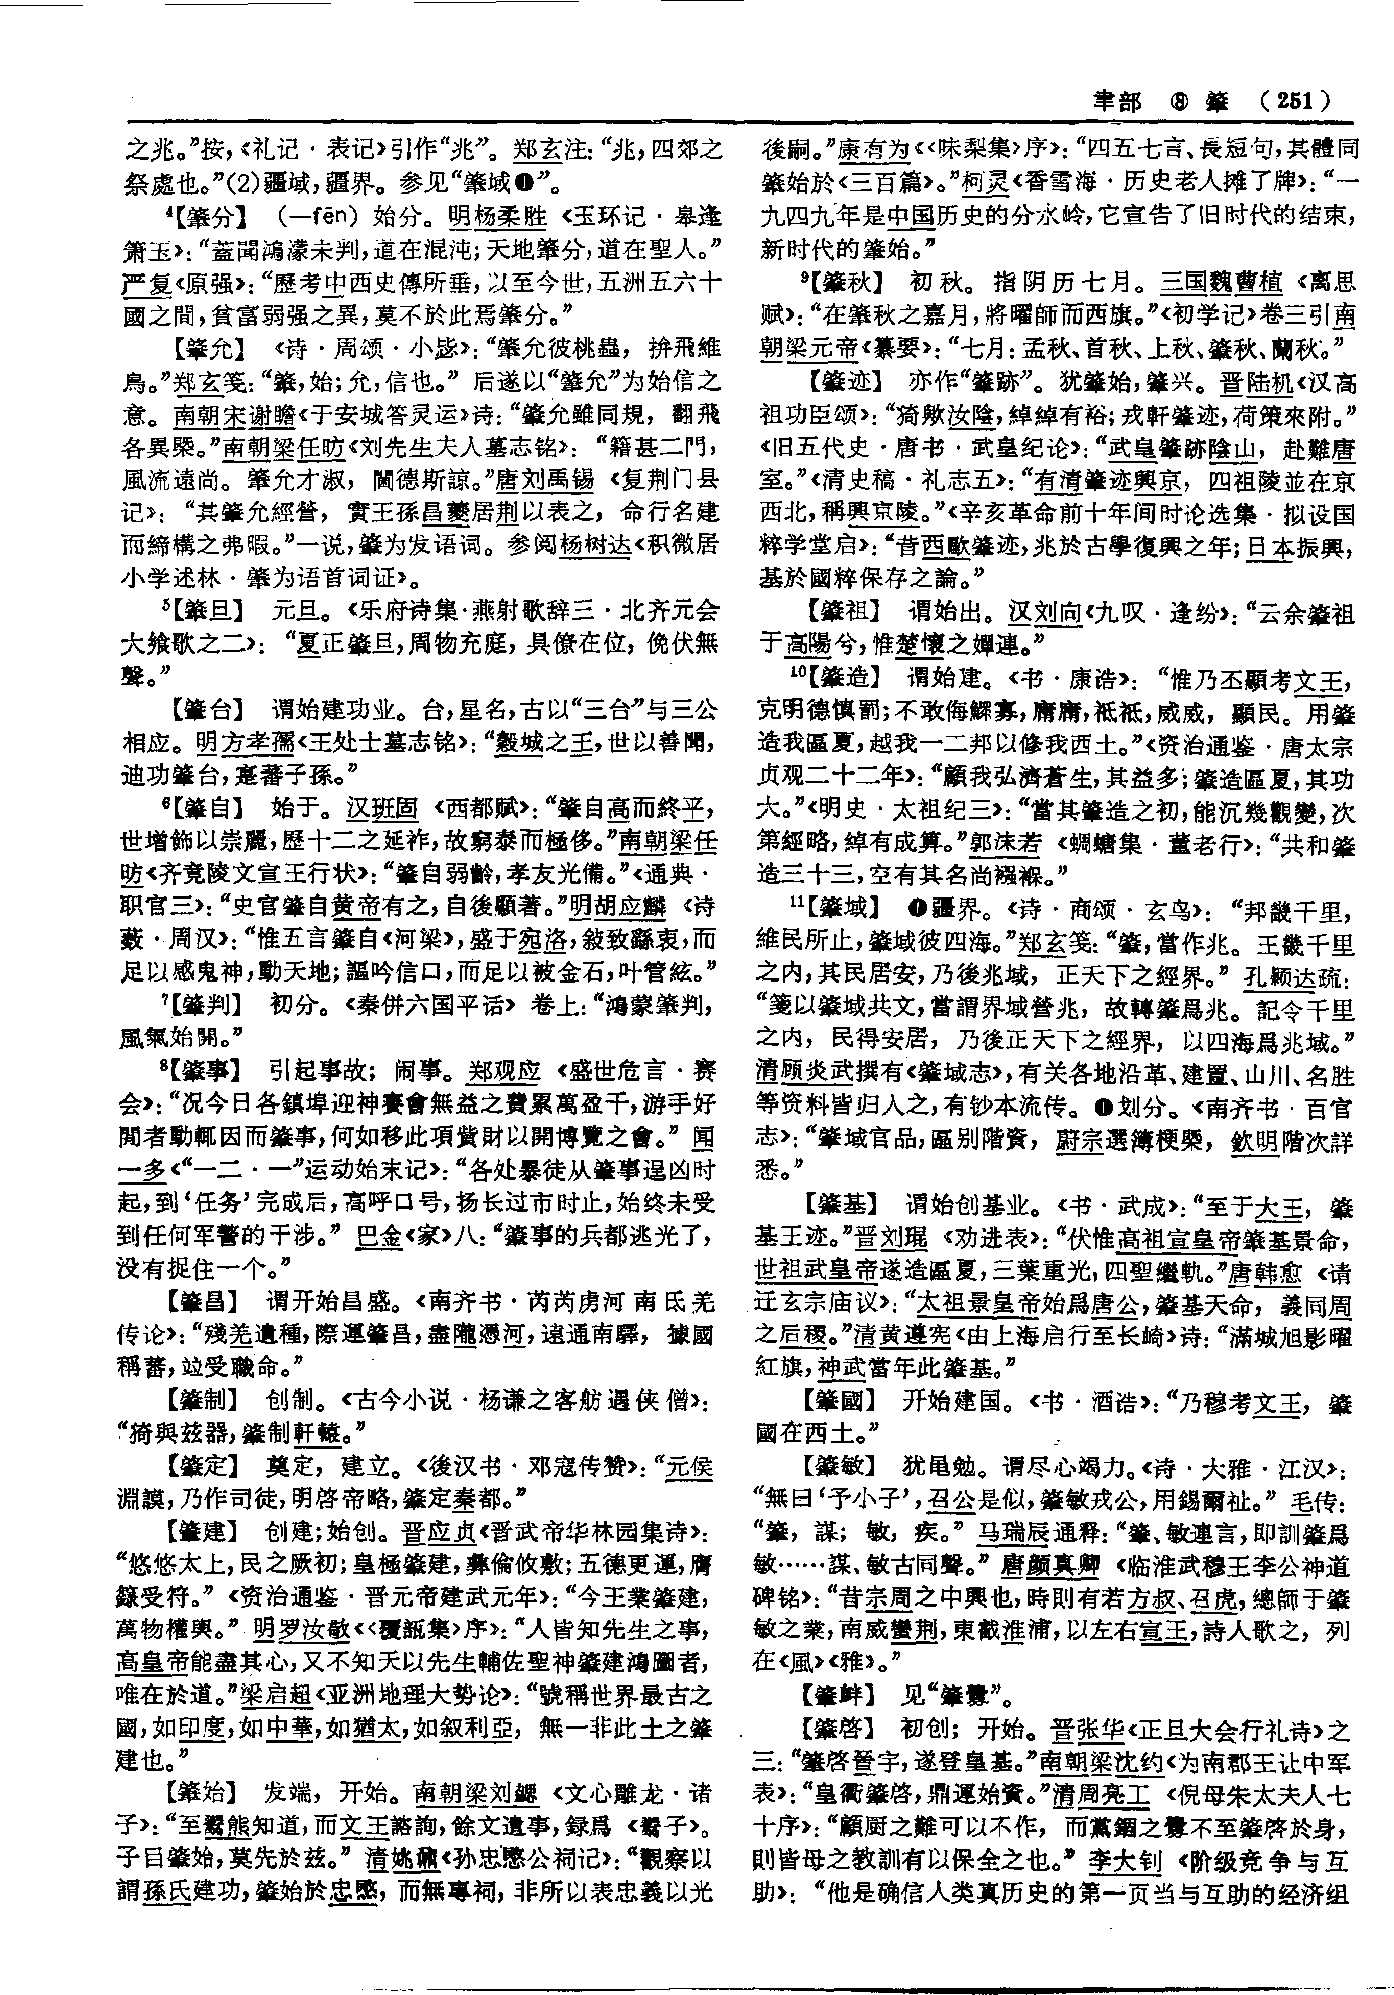 聿部 ⑧ 肇 (251)
之兆。”按,《礼记·表记》引作“兆”。郑玄注:“兆,四郊之
祭處也。”(2)疆域,疆界。参见“肇域❶”。
⁴【肇分】 (—fēn) 始分。明杨柔胜《玉环记·皋逢
箫玉》:“蓋聞鴻濛未判,道在混沌;天地肇分,道在聖人。”
严复《原强》:“歷考中西史傳所垂,以至今世,五洲五六十
國之間,貧富弱强之異,莫不於此焉肇分。”
【肇允】 《诗·周颂·小毖》:“肇允彼桃蟲,拚飛維
鳥。”郑玄笺:“肇,始;允,信也。” 后遂以“肇允”为始信之
意。南朝宋谢瞻《于安城答灵运》诗:“肇允雖同規,翻飛
各異槩。”南朝梁任昉《刘先生夫人墓志铭》:“籍甚二門,
風流遠尚。肇允才淑,閫德斯諒。”唐刘禹锡《复荆门县
记》:“其肇允經營,實王孫昌夔居荆以表之,命行名建
而締構之弗暇。”一说,肇为发语词。参阅杨树达《积微居
小学述林·肇为语首词证》。
⁵【肇旦】 元旦。《乐府诗集·燕射歌辞三·北齐元会
大飨歌之二》:“夏正肇旦,周物充庭,具僚在位,俛伏無
聲。”
【肇台】 谓始建功业。台,星名,古以“三台”与三公
相应。明方孝孺《王处士墓志铭》:“穀城之王,世以善聞,
迪功肇台,寔蕃子孫。”
⁶【肇自】 始于。汉班固《西都赋》:“肇自高而終平,
世增飾以崇麗,歷十二之延祚,故窮泰而極侈。”南朝梁任
昉《齐竟陵文宣王行状》:“肇自弱齡,孝友光備。”《通典·
职官三》:“史官肇自黄帝有之,自後顯著。”明胡应麟《诗
薮·周汉》:“惟五言肇自《河梁》,盛于宛洛,敍致繇衷,而
足以感鬼神,動天地;謳吟信口,而足以被金石,叶管絃。”
⁷【肇判】 初分。《秦併六国平话》卷上:“鴻蒙肇判,
風氣始開。”
⁸【肇事】 引起事故;闹事。郑观应《盛世危言·赛
会》:“况今日各鎮埠迎神賽會無益之費累萬盈千,游手好
閒者動輒因而肇事,何如移此項貲財以開博覽之會。” 闻
一多《“一二·一”运动始末记》:“各处暴徒从肇事逞凶时
起,到‘任务’完成后,高呼口号,扬长过市时止,始终未受
到任何军警的干涉。” 巴金《家》八:“肇事的兵都逃光了,
没有捉住一个。”
【肇昌】 谓开始昌盛。《南齐书·芮芮虏河南氐羌
传论》:“殘羌遺種,際運肇昌,盡隴憑河,遠通南驛,據國
稱蕃,竝受職命。”
【肇制】 创制。《古今小说·杨谦之客舫遇侠僧》:
“猗與兹器,肇制軒轅。”
【肇定】 奠定,建立。《後汉书·邓寇传赞》:“元侯
淵謨,乃作司徒,明啓帝略,肇定秦都。”
【肇建】 创建;始创。晋应贞《晋武帝华林园集诗》:
“悠悠太上,民之厥初;皇極肇建,彝倫攸敷;五德更運,膺
籙受符。”《资治通鉴·晋元帝建武元年》:“今王業肇建,
萬物權輿。” 明罗汝敬《〈覆瓿集〉序》:“人皆知先生之事,
高皇帝能盡其心,又不知天以先生輔佐聖神肇建鴻圖者,
唯在於道。”梁启超《亚洲地理大势论》:“號稱世界最古之
國,如印度,如中華,如猶太,如叙利亞,無一非此土之肇
建也。”
【肇始】 发端,开始。南朝梁刘勰《文心雕龙·诸
子》:“至鬻熊知道,而文王諮詢,餘文遺事,録爲《鬻子》。
子目肇始,莫先於兹。” 清姚鼐《孙忠愍公祠记》:“觀察以
謂孫氏建功,肇始於忠愍,而無專祠,非所以表忠義以光
後嗣。”康有为《〈味梨集〉序》:“四五七言、長短句,其體同
肇始於《三百篇》。”柯灵《香雪海·历史老人摊了牌》:“一
九四九年是中国历史的分水岭,它宣告了旧时代的结束,
新时代的肇始。”
⁹【肇秋】 初秋。指阴历七月。三国魏曹植《离思
赋》:“在肇秋之嘉月,將曜師而西旗。”《初学记》卷三引南
朝梁元帝《纂要》:“七月:孟秋、首秋、上秋、肇秋、蘭秋。”
【肇迹】 亦作“肇跡”。犹肇始,肇兴。晋陆机《汉高
祖功臣颂》:“猗歟汝陰,綽綽有裕;戎軒肇迹,荷策來附。”
《旧五代史·唐书·武皇纪论》:“武皇肇跡陰山,赴難唐
室。”《清史稿·礼志五》:“有清肇迹興京,四祖陵並在京
西北,稱興京陵。”《辛亥革命前十年间时论选集·拟设国
粹学堂启》:“昔西歐肇迹,兆於古學復興之年;日本振興,
基於國粹保存之論。”
【肇祖】 谓始出。汉刘向《九叹·逢纷》:“云余肇祖
于高陽兮,惟楚懷之嬋連。”
¹⁰【肇造】 谓始建。《书·康诰》:“惟乃丕顯考文王,
克明德慎罰;不敢侮鰥寡,庸庸,祗祗,威威,顯民。用肇
造我區夏,越我一二邦以修我西土。”《资治通鉴·唐太宗
贞观二十二年》:“顧我弘濟蒼生,其益多;肇造區夏,其功
大。”《明史·太祖纪三》:“當其肇造之初,能沉幾觀變,次
第經略,綽有成算。”郭沫若《蜩螗集·董老行》:“共和肇
造三十三,空有其名尚襁褓。”
¹¹【肇域】 ❶疆界。《诗·商颂·玄鸟》:“邦畿千里,
維民所止,肇域彼四海。”郑玄笺:“肇,當作兆。王畿千里
之内,其民居安,乃後兆域,正天下之經界。” 孔颖达疏:
“箋以肇域共文,當謂界域營兆,故轉肇爲兆。記令千里
之内,民得安居,乃後正天下之經界,以四海爲兆域。”
清顾炎武撰有《肇域志》,有关各地沿革、建置、山川、名胜
等资料皆归入之,有钞本流传。❶划分。《南齐书·百官
志》:“肇域官品,區别階資,蔚宗選簿梗槩,欽明階次詳
悉。”
【肇基】 谓始创基业。《书·武成》:“至于大王,肇
基王迹。”晋刘琨《劝进表》:“伏惟高祖宣皇帝肇基景命,
世祖武皇帝遂造區夏,三葉重光,四聖繼軌。”唐韩愈《请
迁玄宗庙议》:“太祖景皇帝始爲唐公,肇基天命,義同周
之后稷。”清黄遵宪《由上海启行至长崎》诗:“滿城旭影曜
紅旗,神武當年此肇基。”
【肇國】 开始建国。《书·酒诰》:“乃穆考文王,肇
國在西土。”
【肇敏】 犹黾勉。谓尽心竭力。《诗·大雅·江汉》:
“無曰‘予小子’,召公是似,肇敏戎公,用錫爾祉。” 毛传:
“肇,謀;敏,疾。” 马瑞辰通释:“肇、敏連言,即訓肇爲
敏……謀、敏古同聲。” 唐颜真卿《临淮武穆王李公神道
碑铭》:“昔宗周之中興也,時則有若方叔、召虎,總師于肇
敏之業,南威蠻荆,東截淮浦,以左右宣王,詩人歌之,列
在《風》《雅》。”
【肇衅】 见“肇釁”。
【肇啓】 初创;开始。晋张华《正旦大会行礼诗》之
三:“肇啓晉宇,遂登皇基。”南朝梁沈约《为南郡王让中军
表》:“皇衢肇啓,鼎運始資。”清周亮工《倪母朱太夫人七
十序》:“顧厨之難可以不作,而黨錮之釁不至肇啓於身,
則皆母之教訓有以保全之也。” 李大钊《阶级竞争与互
助》:“他是确信人类真历史的第一页当与互助的经济组